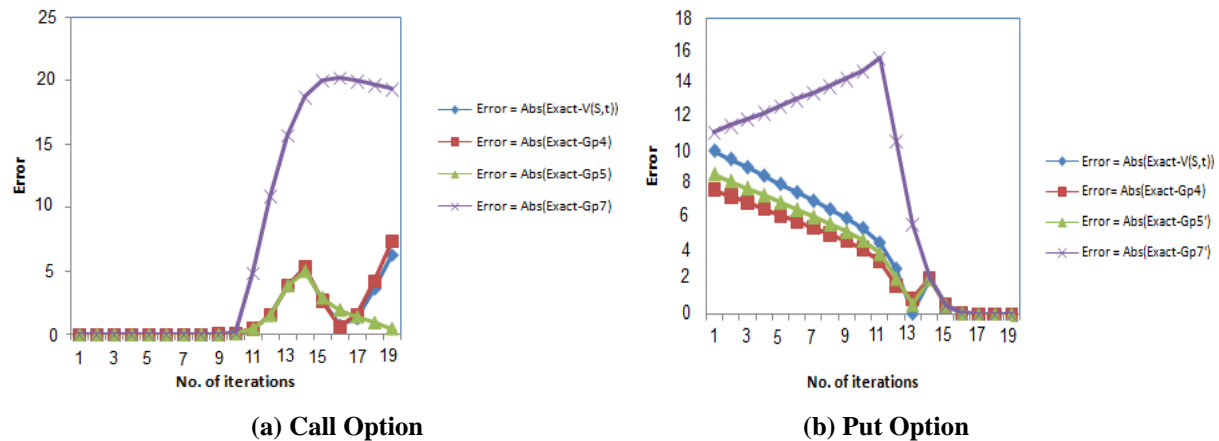 25
20
15
10
5
0
Error
1 3 5 7 9 11 13 15 17 19
No. of iterations
Error = Abs(Exact-V(S,t))
Error = Abs(Exact-Gp4)
Error = Abs(Exact-Gp5)
Error = Abs(Exact-Gp7)
(a) Call Option
18
16
14
12
10
8
6
4
2
0
Error
1 3 5 7 9 11 13 15 17 19
No. of iterations
Error = Abs(Exact-V(S,t))
Error= Abs(Exact-Gp4)
Error = Abs(Exact-Gp5')
Error = Abs(Exact-Gp7')
(b) Put Option